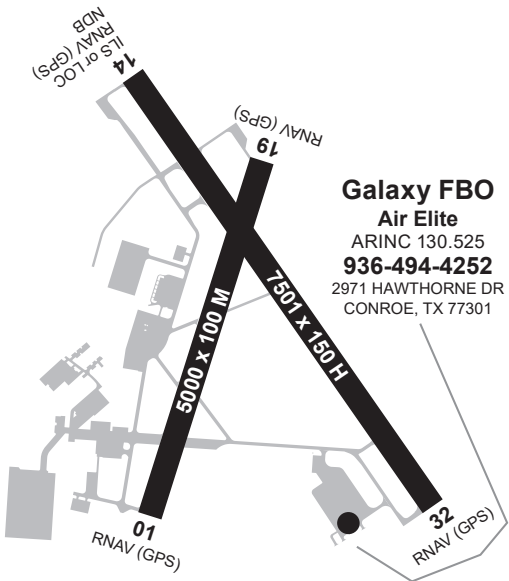 ILS or LOC
RNAV (GPS)
NDB
14
RNAV (GPS)
19
Galaxy FBO
Air Elite
ARINC 130.525
936-494-4252
2971 HAWTHORNE DR
CONROE, TX 77301
7501 x 150 H
5000 x 100 M
01
RNAV (GPS)
32
RNAV (GPS)